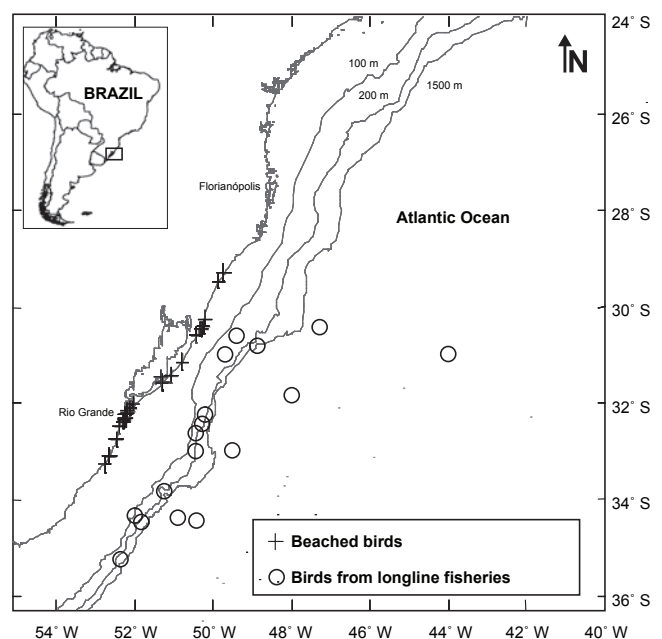 24° S
N
100 m
BRAZIL
1500 m
200 m
26° S
Florianópolis
28° S
Atlantic Ocean
30° S
32° S
Rio Grande
34° S
Beached birds
Birds from longline fisheries
36° S
54° W 52° W 50° W 48° W 46° W 44° W 42° W 40° W